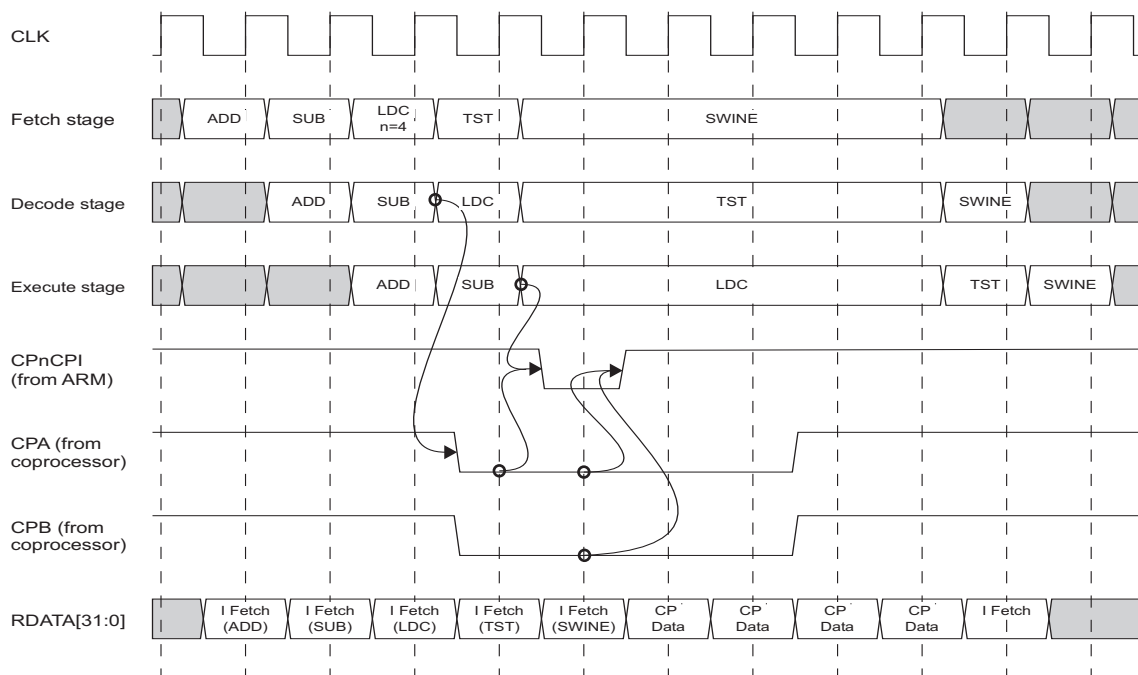 CLK
Fetch stage
ADD
SUB
LDC
n=4
TST
SWINE
Decode stage
ADD
SUB
LDC
TST
SWINE
Execute stage
ADD
SUB
LDC
TST
SWINE
CPnCPI
(from ARM)
CPA (from
coprocessor)
CPB (from
coprocessor)
RDATA[31:0]
I Fetch
(ADD)
I Fetch
(SUB)
I Fetch
(LDC)
I Fetch
(TST)
I Fetch
(SWINE)
CP
Data
CP
Data
CP
Data
CP
Data
I Fetch